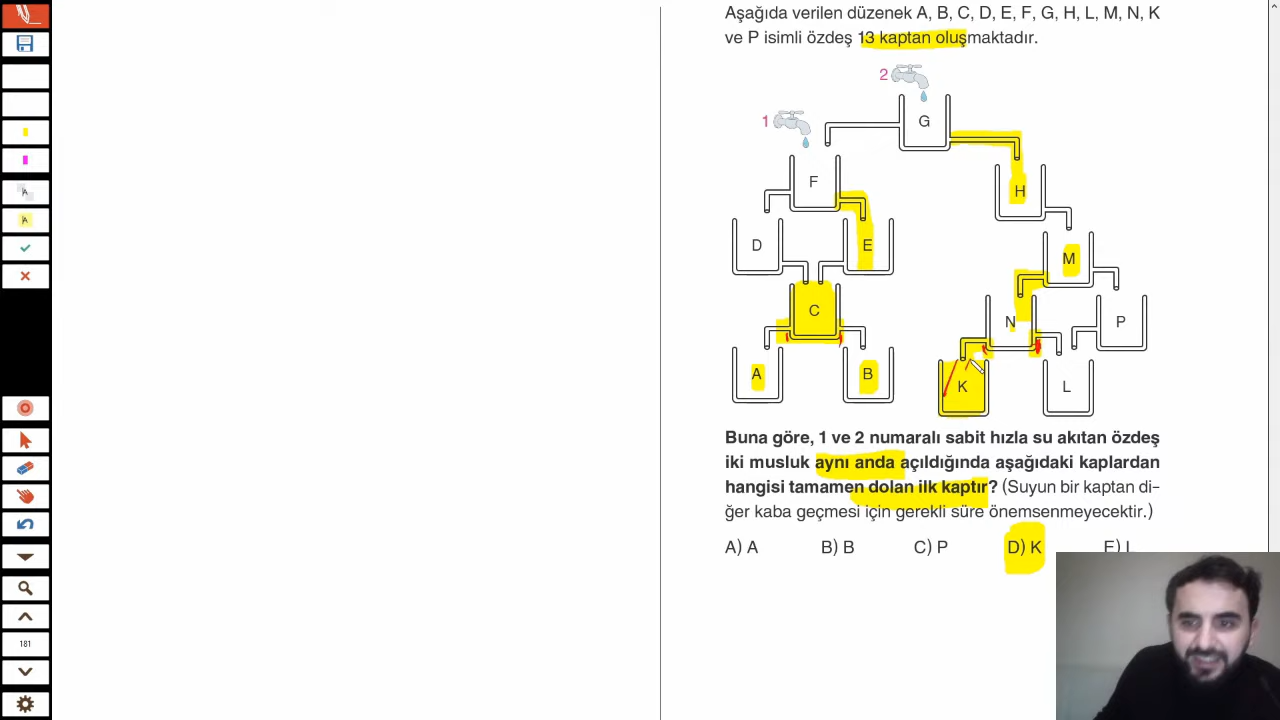 Aşağıda verilen düzenek A, B, C, D, E, F, G, H, L, M, N, K
ve P isimli özdeş 13 kaptan oluşmaktadır.
2
G
1
F
H
D
E
M
C
N
P
A
B
K
L
Buna göre, 1 ve 2 numaralı sabit hızla su akıtan özdeş
iki musluk aynı anda açıldığında aşağıdaki kaplardan
hangisi tamamen dolan ilk kaptır? (Suyun bir kaptan di–
ğer kaba geçmesi için gerekli süre önemsenmeyecektir.)
A) A B) B C) P D) K
A
A
181